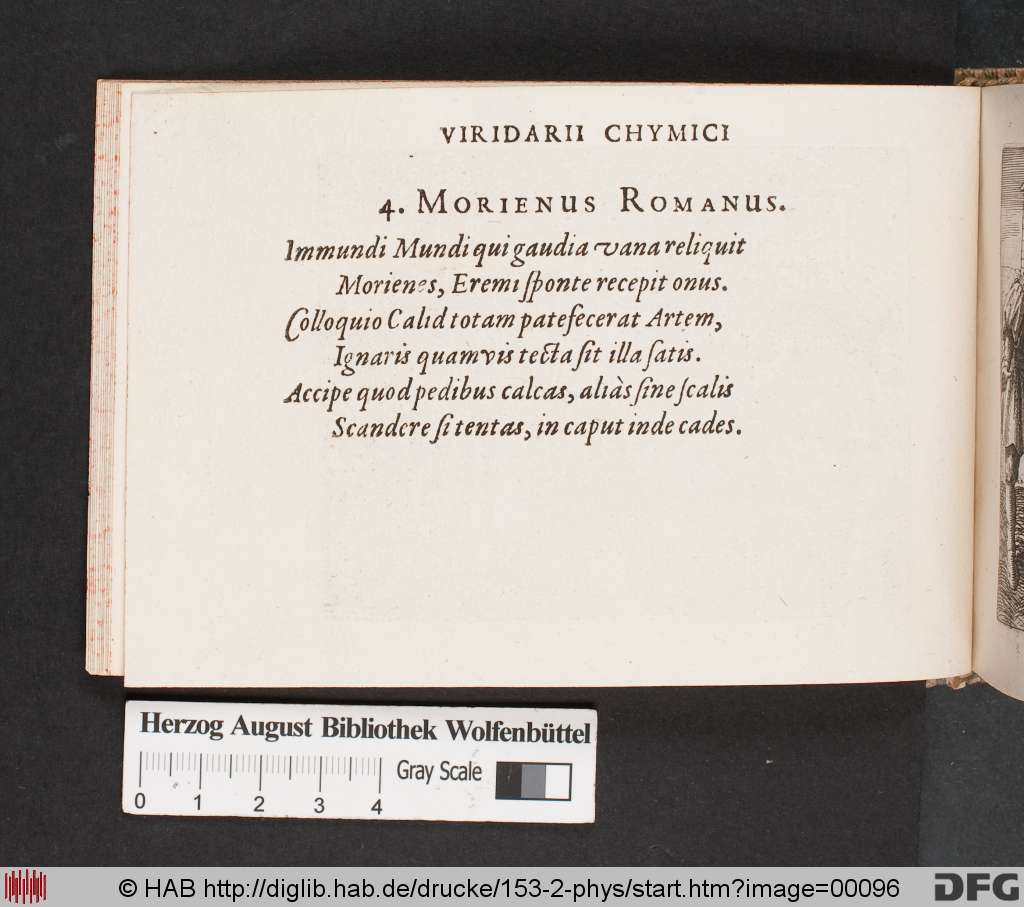 VIRIDARII CHYMICI
4. MORIENUS ROMANUS.
Immundi Mundi qui gaudia vana reliquit
Morienes, Eremi ſponte recepit onus.
Colloquio Calid totam patefecerat Artem,
Ignaris quamvis tecta ſit illa ſatis.
Accipe quod pedibus calcas, aliàs ſine ſcalis
Scandere ſi tentas, in caput inde cades.
Herzog August Bibliothek Wolfenbüttel
Gray Scale
0 1 2 3 4
© HAB http://diglib.hab.de/drucke/153-2-phys/start.htm?image=00096
DFG